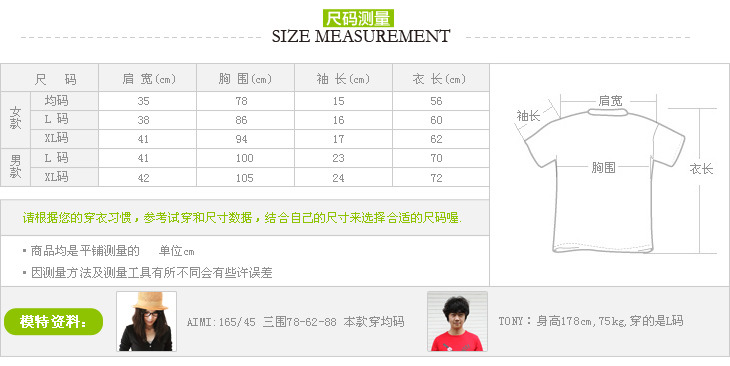 尺码测量
SIZE MEASUREMENT
尺 码 肩 宽(cm) 胸 围(cm) 袖 长(cm) 衣 长(cm)
女款
均码 35 78 15 56
L 码 38 86 16 60
XL码 41 94 17 62
男款
L 码 41 100 23 70
XL码 42 105 24 72
肩宽
袖长
胸围
衣长
请根据您的穿衣习惯，参考试穿和尺寸数据，结合自己的尺寸来选择合适的尺码喔.
·商品均是平铺测量的 单位cm
·因测量方法及测量工具有所不同会有些许误差
模特资料：
AIMI:165/45 三围78-62-88 本款穿均码
TONY：身高178cm,75kg,穿的是L码